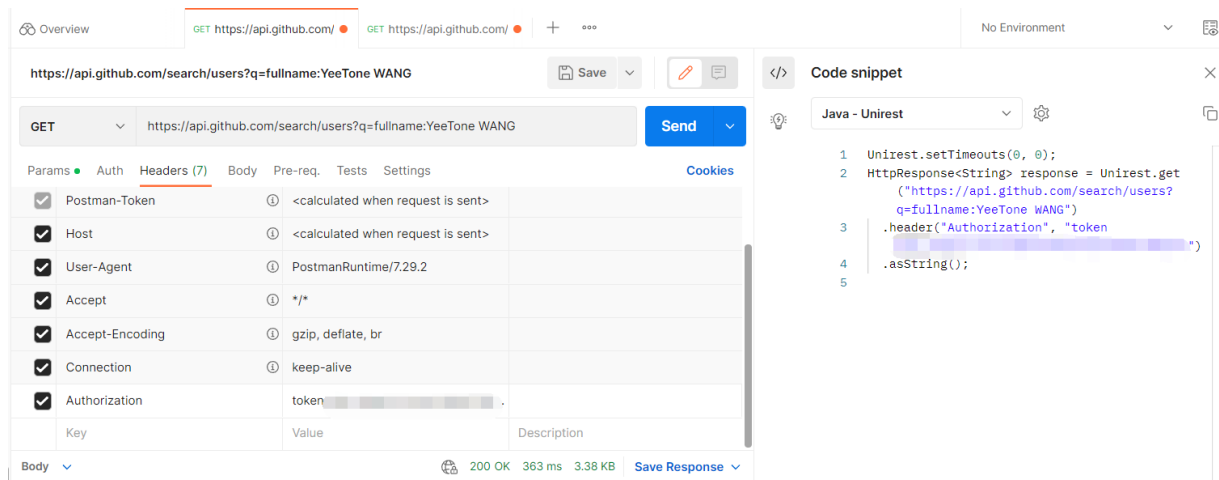 Overview
GET https://api.github.com/
GET https://api.github.com/
No Environment
https://api.github.com/search/users?q=fullname:YeeTone WANG
Save
GET
https://api.github.com/search/users?q=fullname:YeeTone WANG
Send
Params
Auth
Headers (7)
Body
Pre-req.
Tests
Settings
Cookies
Postman-Token
<calculated when request is sent>
Host
<calculated when request is sent>
User-Agent
PostmanRuntime/7.29.2
Accept
*/*
Accept-Encoding
gzip, deflate, br
Connection
keep-alive
Authorization
token
Key
Value
Description
Body
200 OK
363 ms
3.38 KB
Save Response
</>
Code snippet
Java - Unirest
1 Unirest.setTimeouts(0, 0);
2 HttpResponse<String> response = Unirest.get
("https://api.github.com/search/users?
q=fullname:YeeTone WANG")
3 .header("Authorization", "token
")
4 .asString();
5